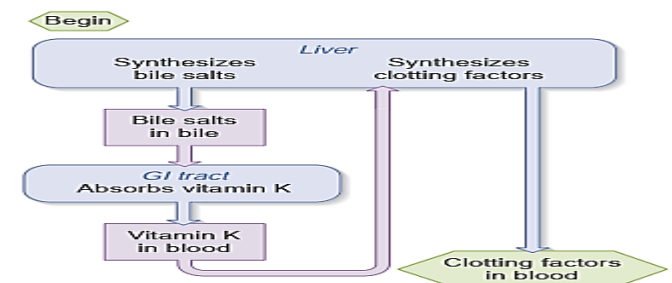 Begin
Liver
Synthesizes
bile salts
Synthesizes
clotting factors
Bile salts
in bile
GI tract
Absorbs vitamin K
Vitamin K
in blood
Clotting factors
in blood